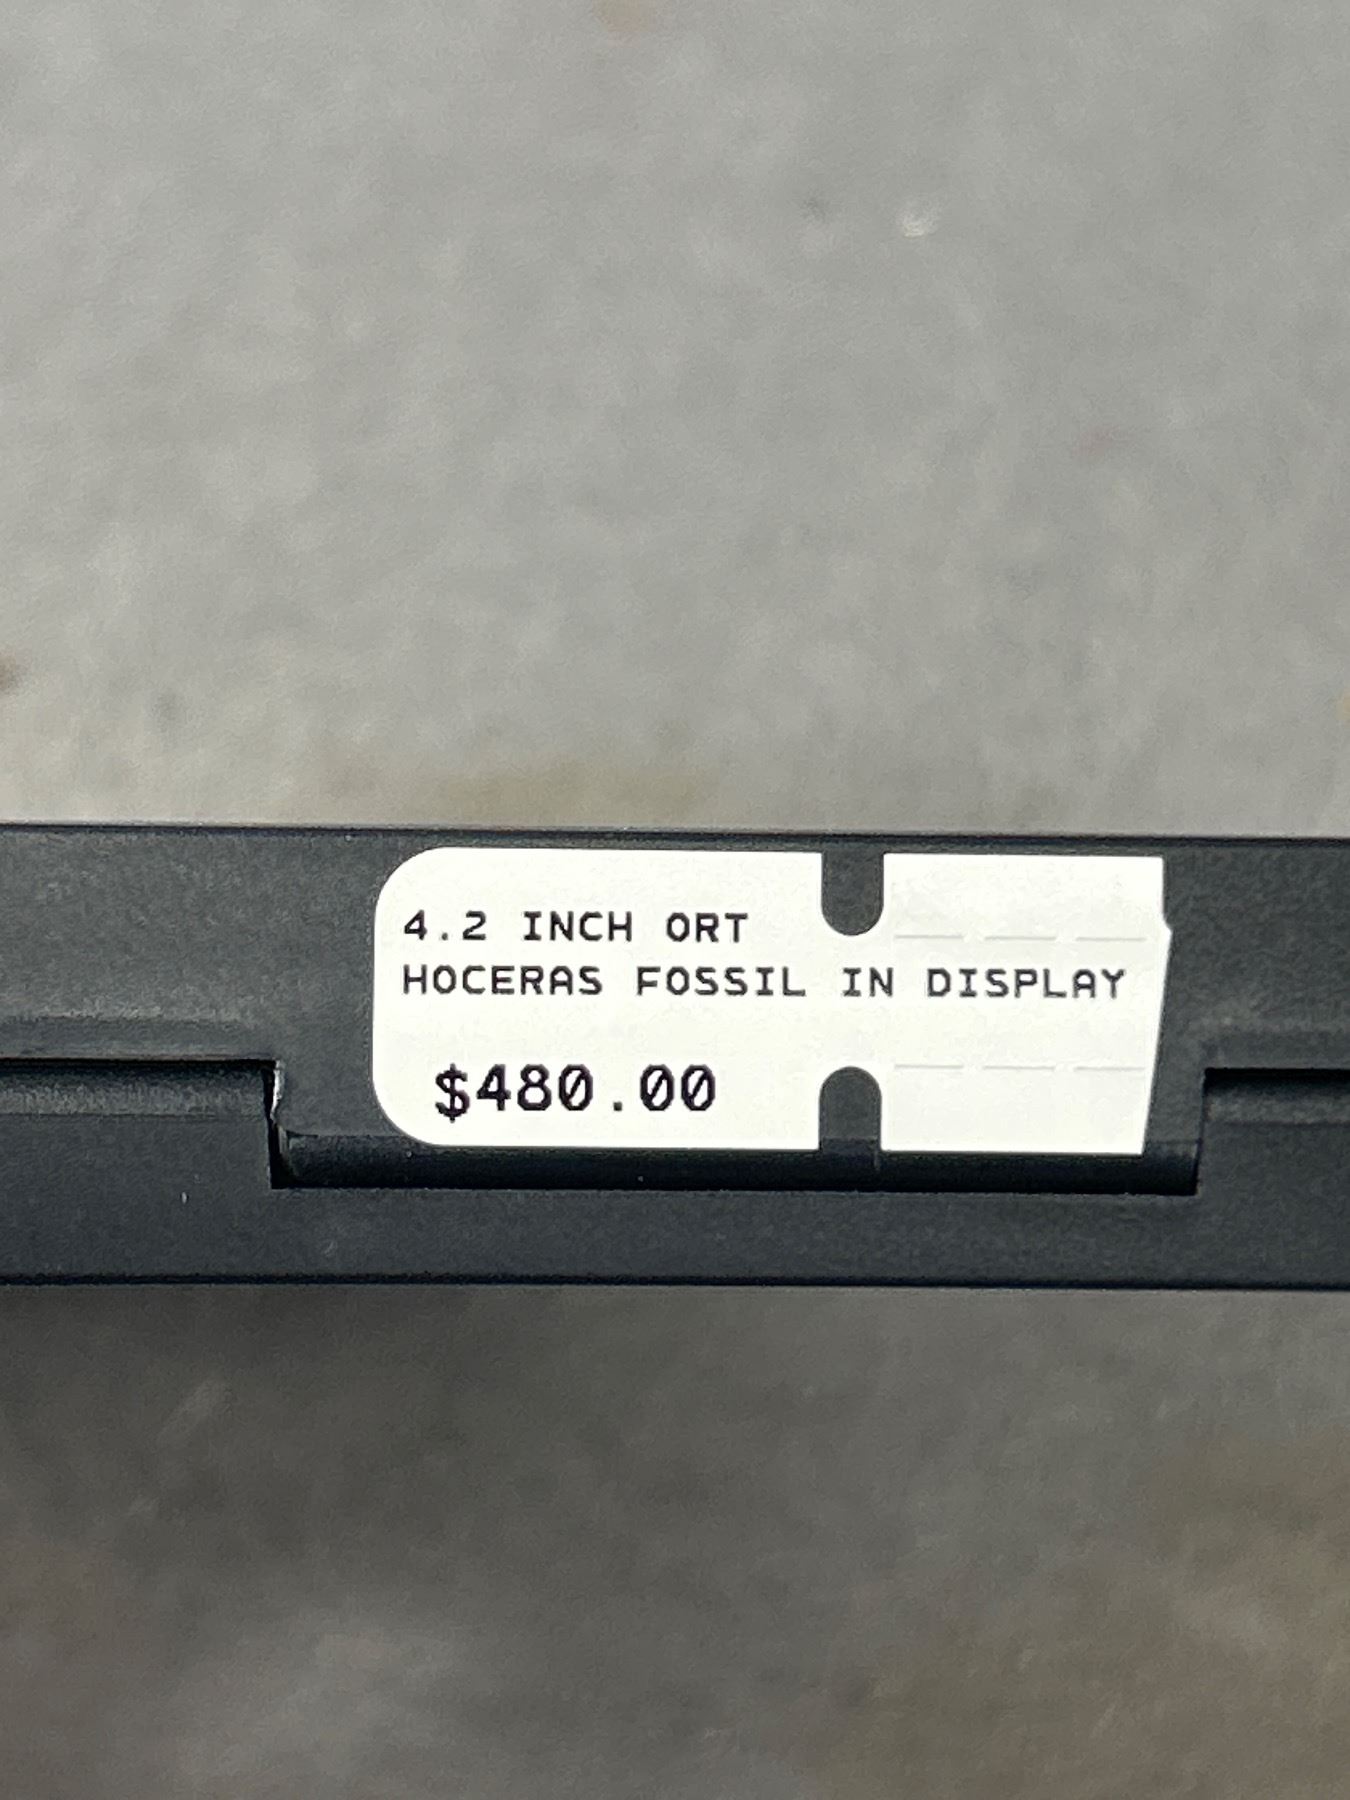 4.2 INCH ORT
HOCERAS FOSSIL IN DISPLAY
$480.00